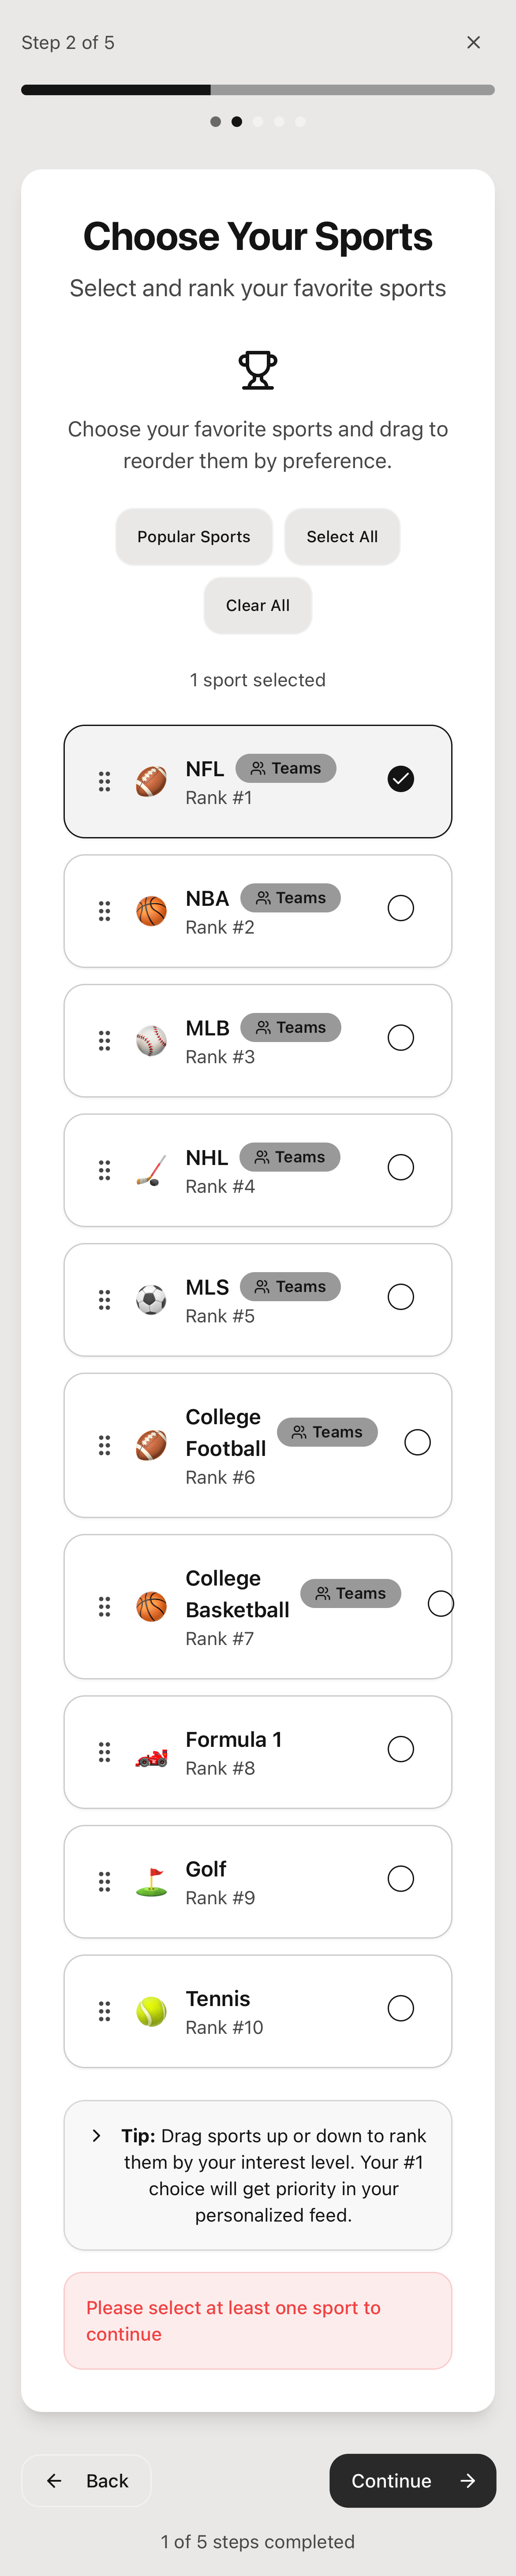 Step 2 of 5
Choose Your Sports
Select and rank your favorite sports
Choose your favorite sports and drag to
reorder them by preference.
Popular Sports
Select All
Clear All
1 sport selected
NFL
Teams
Rank #1
NBA
Teams
Rank #2
MLB
Teams
Rank #3
NHL
Teams
Rank #4
MLS
Teams
Rank #5
College
Football
Teams
Rank #6
College
Basketball
Teams
Rank #7
Formula 1
Rank #8
Golf
Rank #9
Tennis
Rank #10
Tip: Drag sports up or down to rank
them by your interest level. Your #1
choice will get priority in your
personalized feed.
Please select at least one sport to
continue
Back
Continue
1 of 5 steps completed